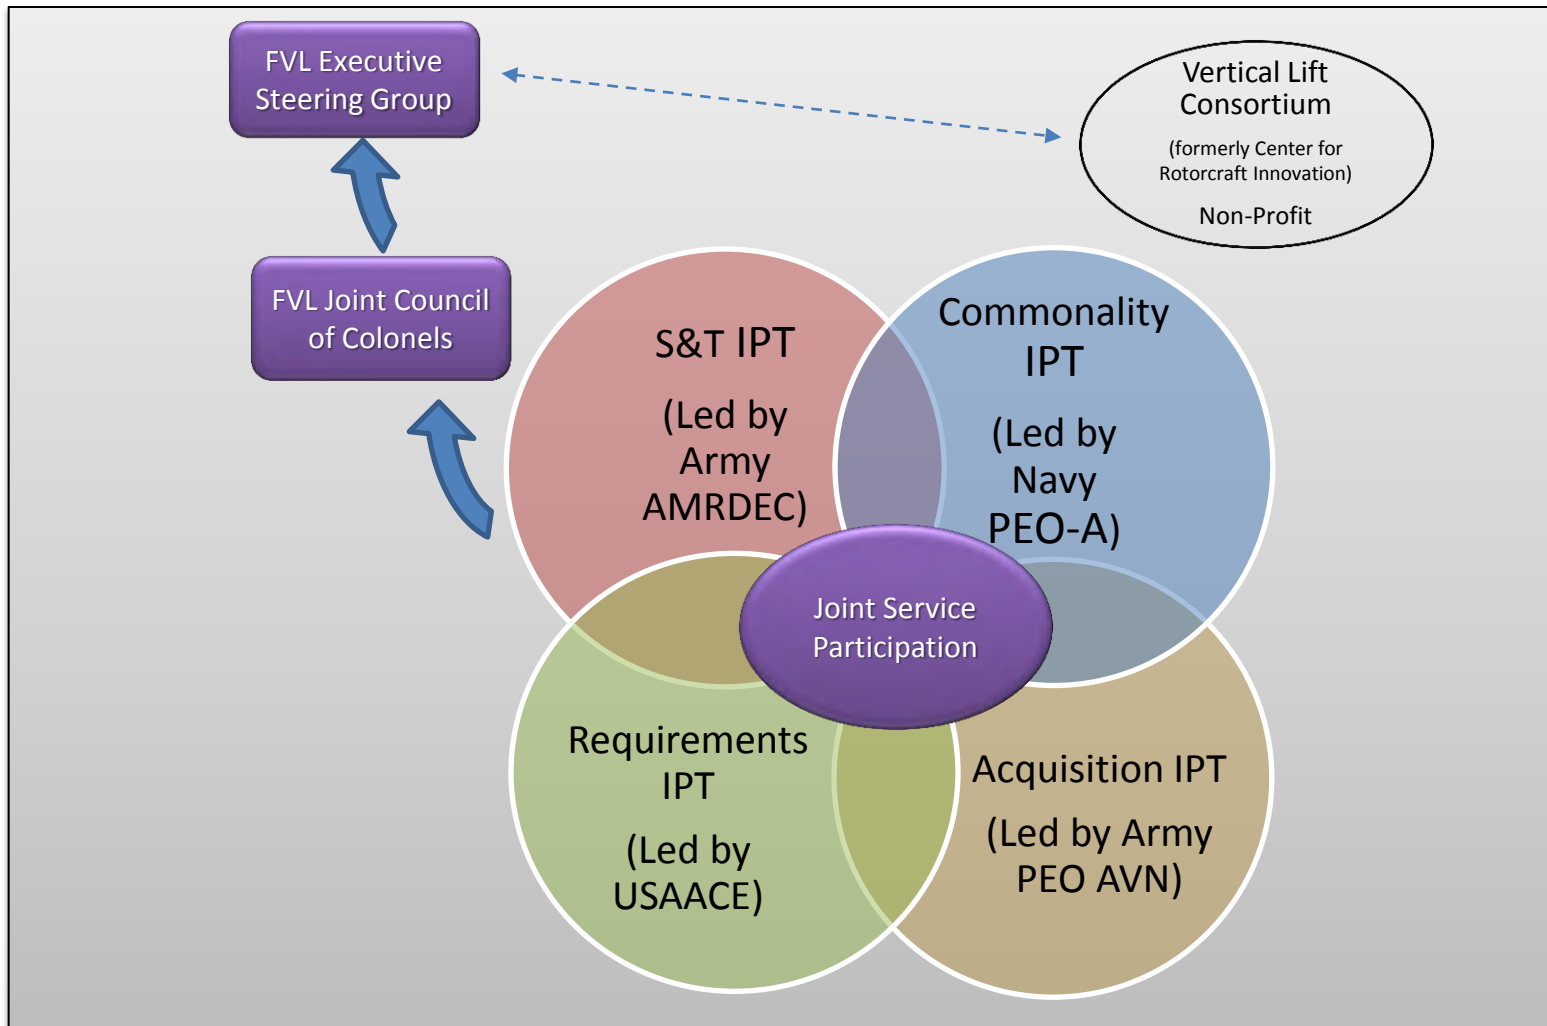 FVL Executive
Steering Group
Vertical Lift
Consortium
(formerly Center for
Rotorcraft Innovation)
Non-Profit
FVL Joint Council
of Colonels
S&T IPT
(Led by
Army
AMRDEC)
Commonality
IPT
(Led by
Navy
PEO-A)
Joint Service
Participation
Requirements
IPT
(Led by
USAACE)
Acquisition IPT
(Led by Army
PEO AVN)